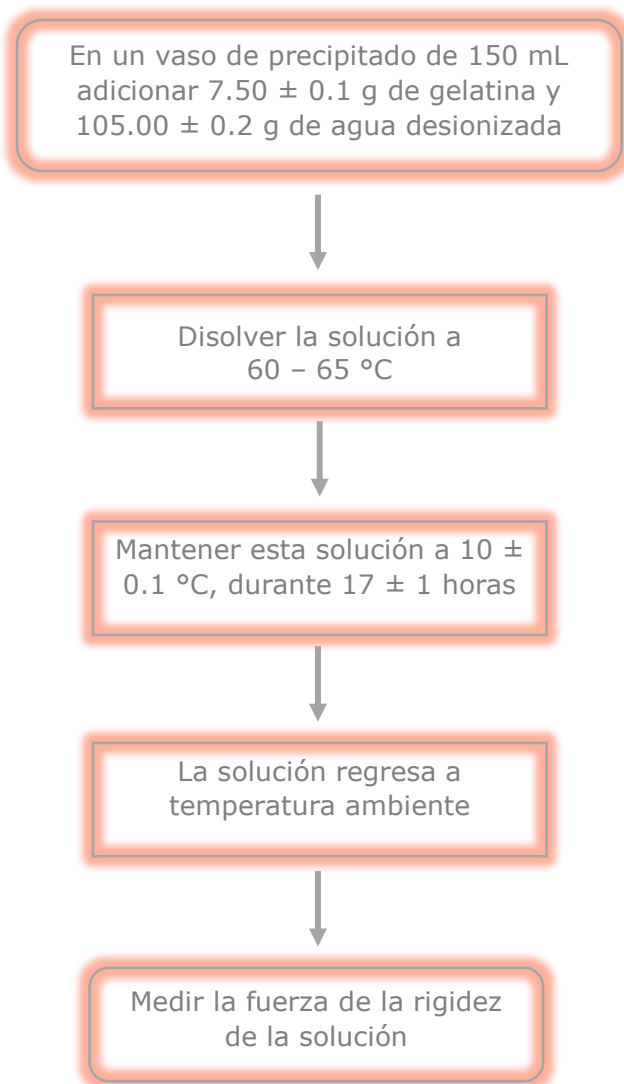 En un vaso de precipitado de 150 mL
adicionar 7.50 ± 0.1 g de gelatina y
105.00 ± 0.2 g de agua desionizada
Disolver la solución a
60 – 65 °C
Mantener esta solución a 10 ±
0.1 °C, durante 17 ± 1 horas
La solución regresa a
temperatura ambiente
Medir la fuerza de la rigidez
de la solución